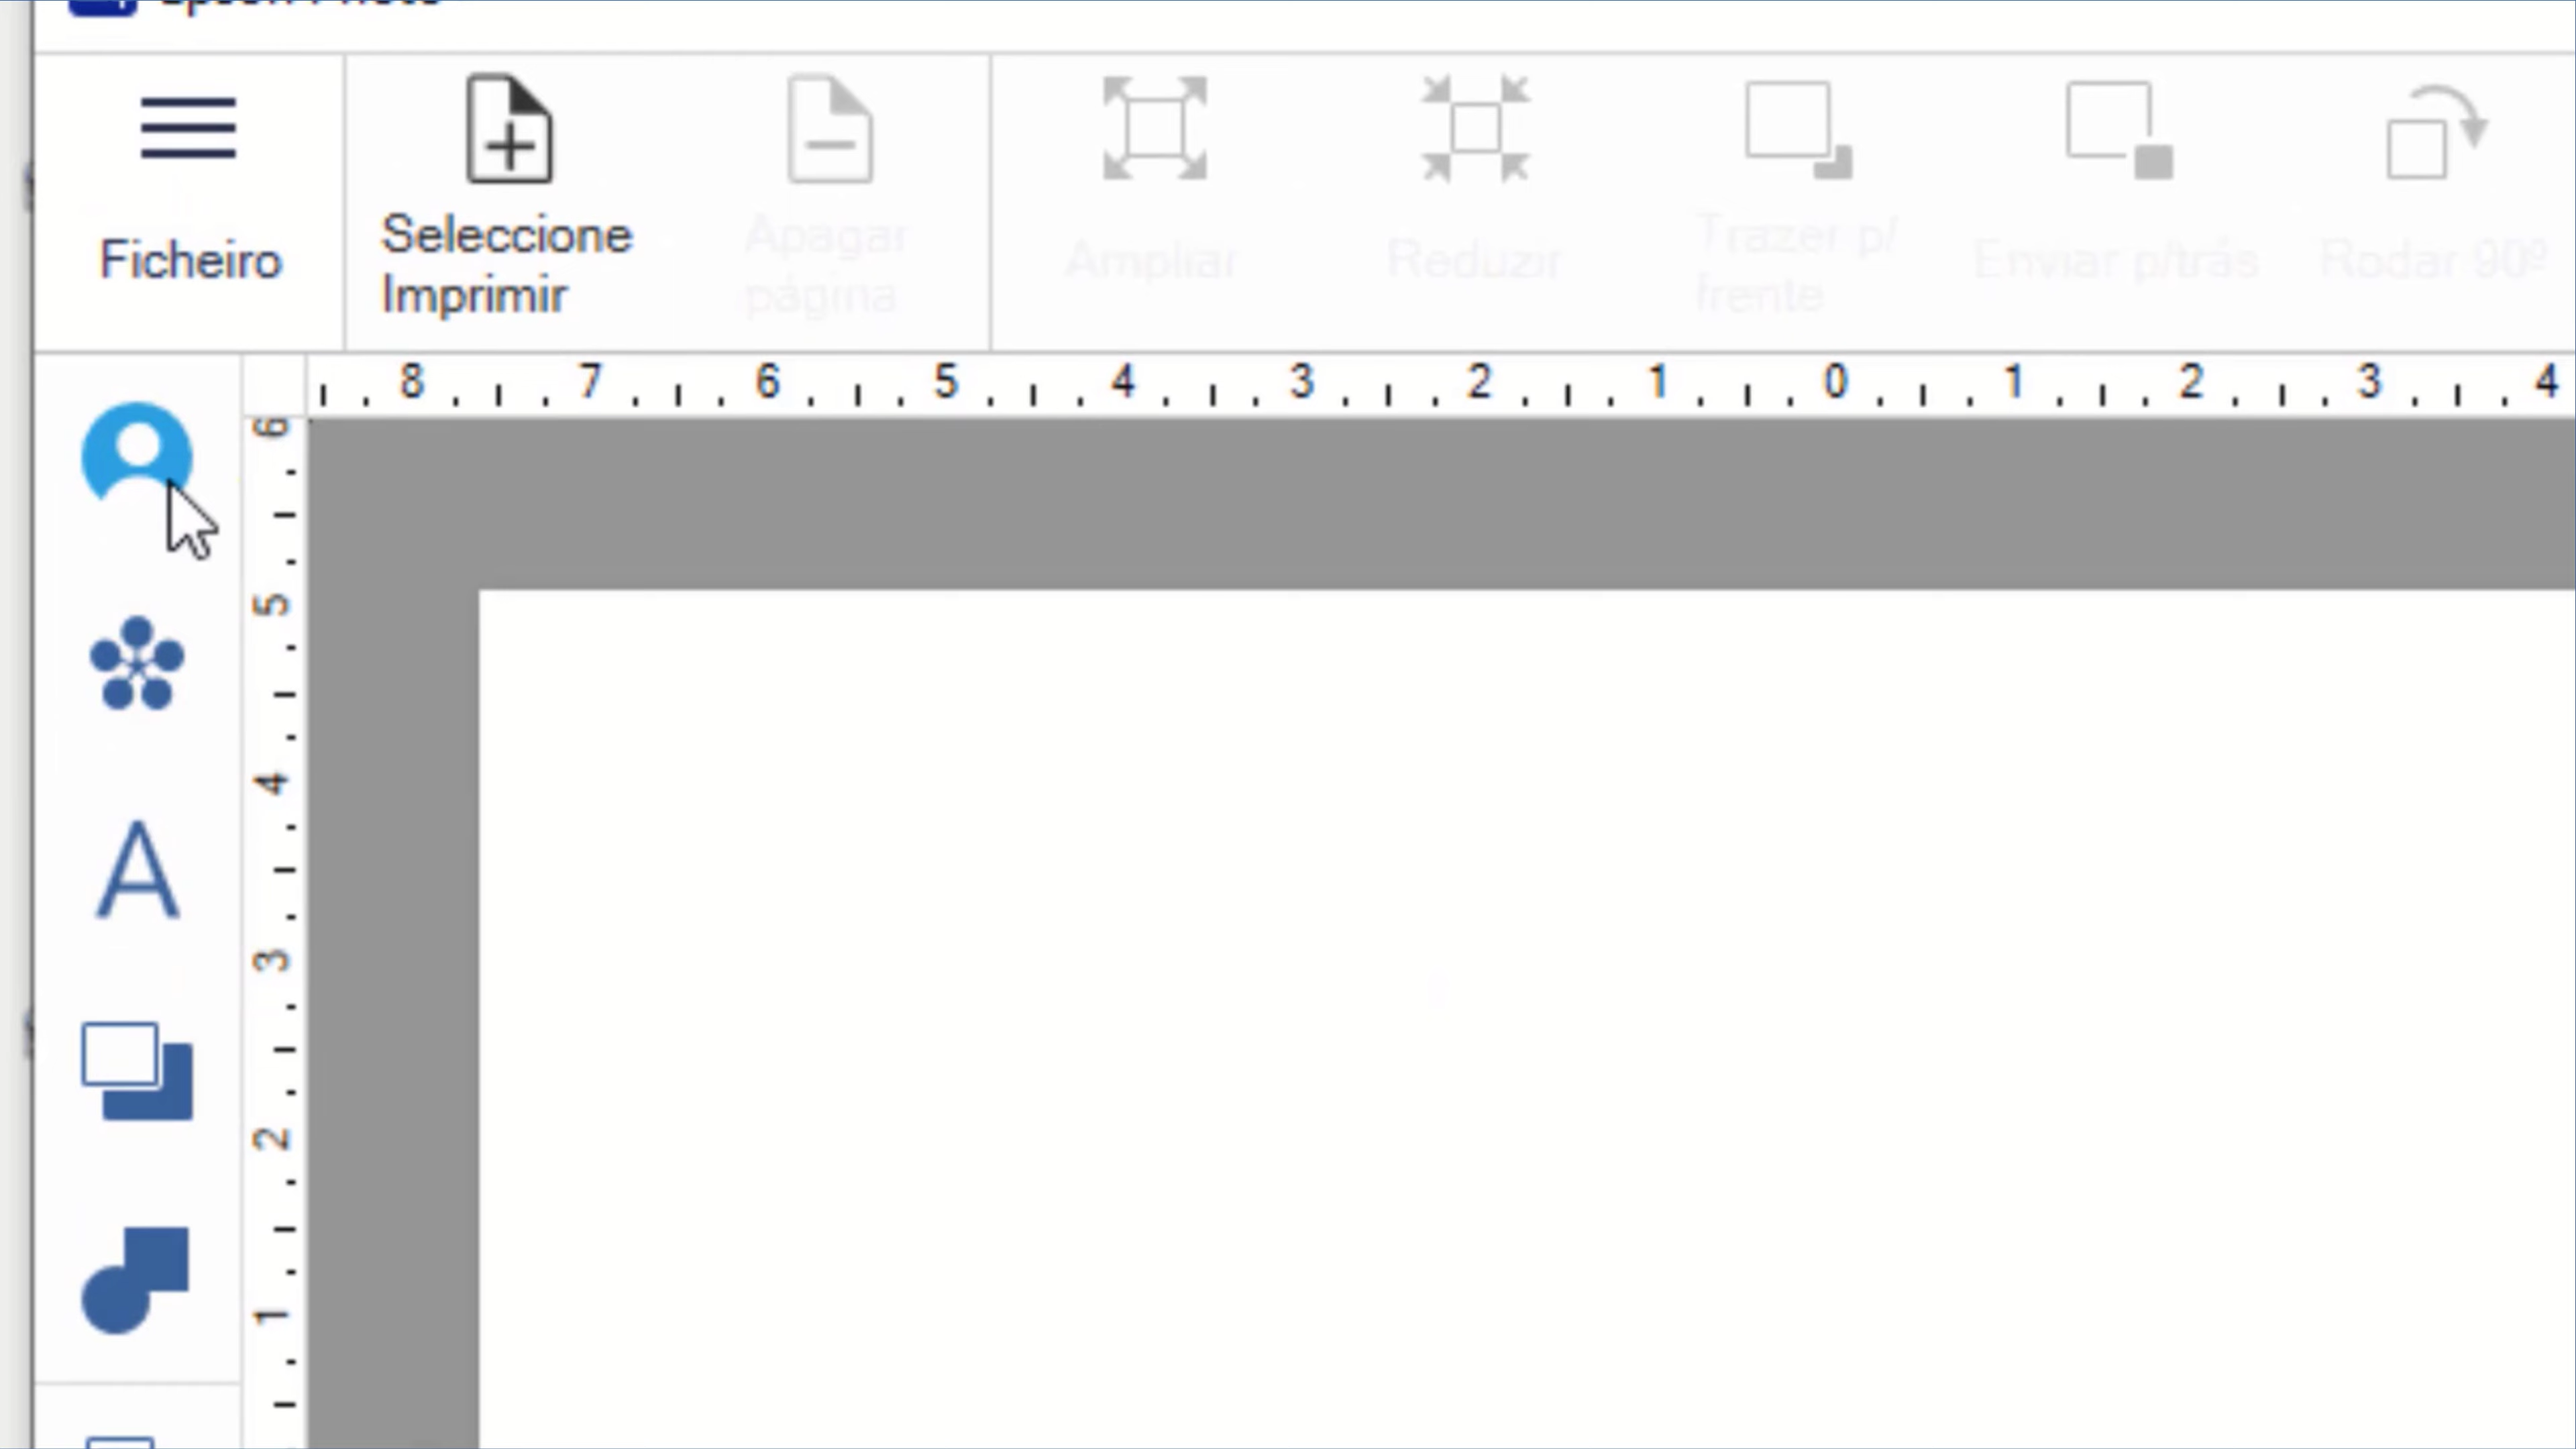 Ficheiro
Seleccione
Imprimir
Apagar
página
Ampliar
Reduzir
Trazer p/
frente
Enviar p/trás
Rodar 90º
8 7 6 5 4 3 2 1 0 1 2 3 4
6
5
4
A
3
2
1